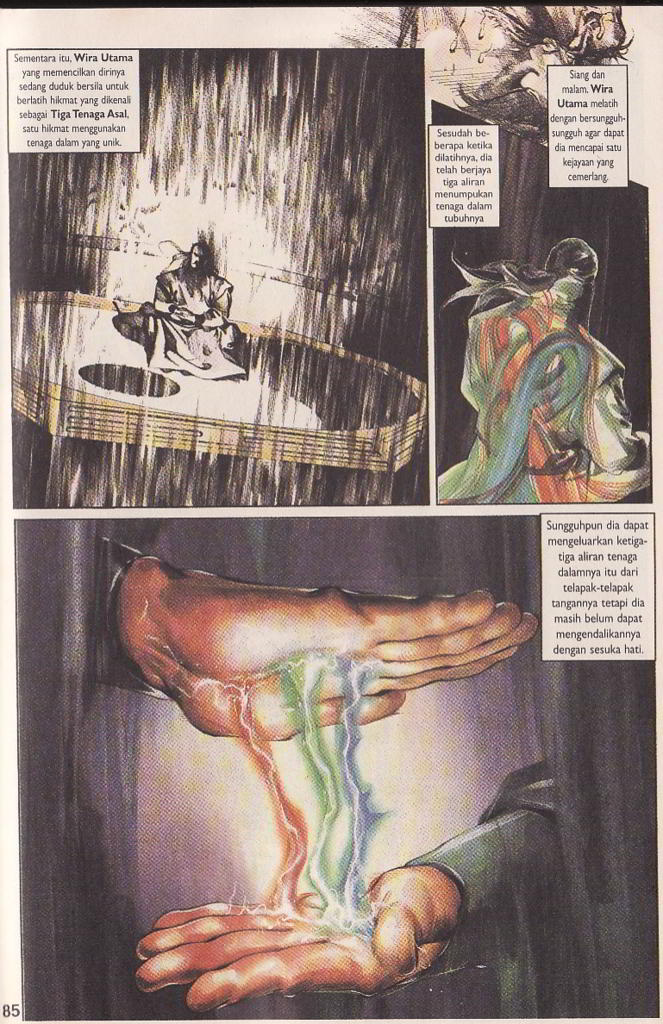 Sementara itu, Wira Utama
yang memencilkan dirinya
sedang duduk bersila untuk
berlatih hikmat yang dikenali
sebagai Tiga Tenaga Asal,
satu hikmat menggunakan
tenaga dalam yang unik.
Siang dan
malam. Wira
Utama melatih
dengan bersungguh-
sungguh agar dapat
dia mencapai satu
kejayaan yang
cemerlang.
Sesudah be-
berapa ketika
dilatihnya, dia
telah berjaya
tiga aliran
menumpukan
tenaga dalam
tubuhnya
Sungguhpun dia dapat
mengeluarkan ketiga-
tiga aliran tenaga
dalamnya itu dari
telapak-telapak
tangannya tetapi dia
masih belum dapat
mengendalikannya
dengan sesuka hati.
85